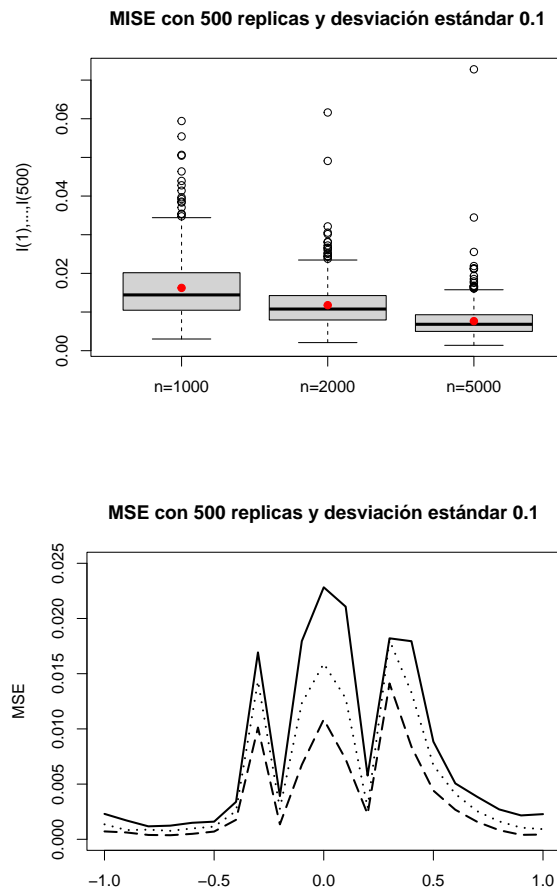 MISE con 500 replicas y desviación estándar 0.1
I(1),...,I(500)
0.06
0.04
0.02
0.00
n=1000 n=2000 n=5000
MSE con 500 replicas y desviación estándar 0.1
MSE
0.025
0.020
0.015
0.010
0.005
0.000
−1.0 −0.5 0.0 0.5 1.0